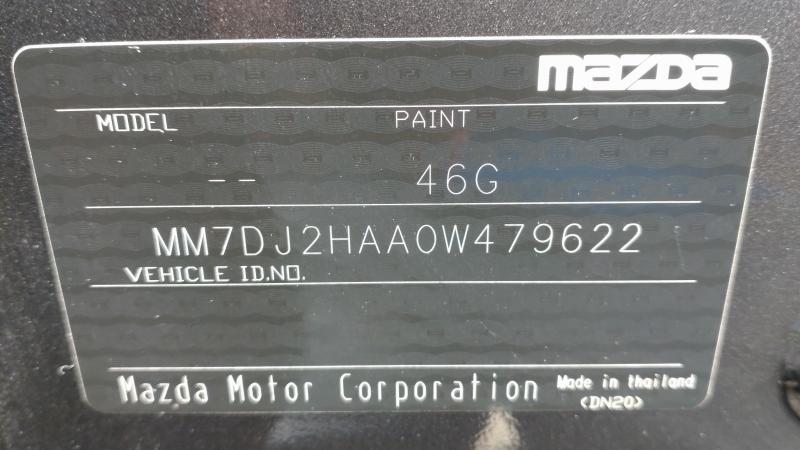 mazda
MODEL PAINT
-- 46G
MM7DJ2HAA0W479622
VEHICLE ID.NO.
Mazda Motor Corporation Made in thailand
(DN20)